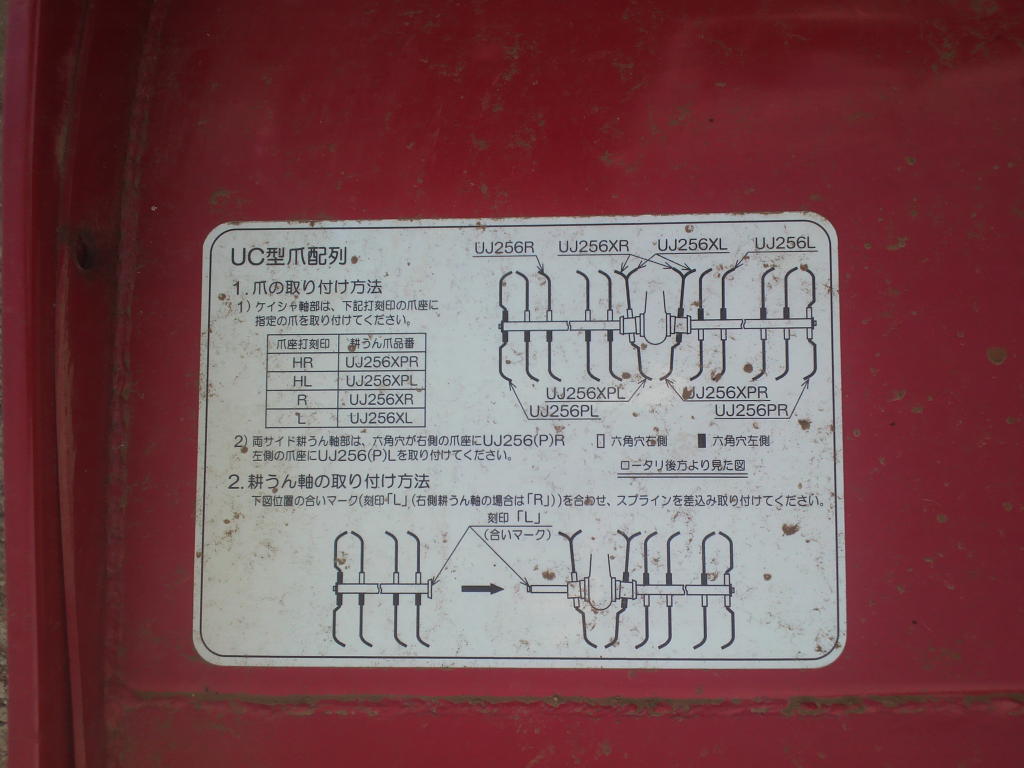 UC型爪配列
UJ256R UJ256XR UJ256XL UJ256L
1.爪の取り付け方法
1) ケイシャ軸部は、下記打刻印の爪座に
指定の爪を取り付けてください。
爪座打刻印 耕うん爪品番
HR UJ256XPR
HL UJ256XPL
R UJ256XR
L UJ256XL
UJ256XPL UJ256XPR
UJ256PL UJ256PR
2) 両サイド耕うん軸部は、六角穴が右側の爪座にUJ256(P)R
左側の爪座にUJ256(P)Lを取り付けてください。
六角穴右側 六角穴左側
ロータリ後方より見た図
2.耕うん軸の取り付け方法
下図位置の合いマーク(刻印「L」(右側耕うん軸の場合は「R」))を合わせ、スプラインを差込み取り付けてください。
刻印「L」
(合いマーク)